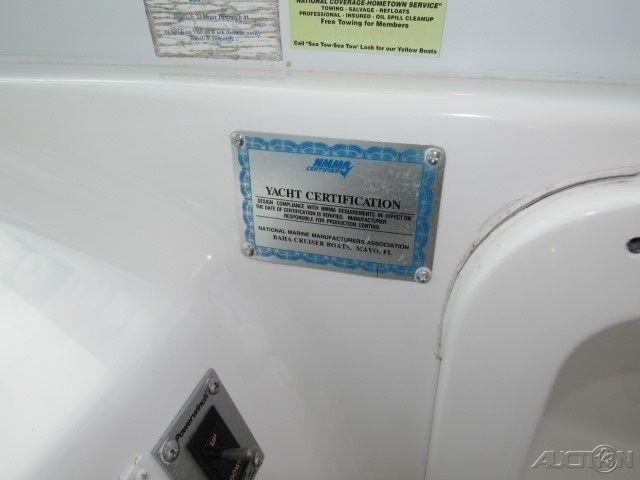 NATIONAL COVERAGE-HOMETOWN SERVICE"
TOWING - SALVAGE - REFLOATS
PROFESSIONAL - INSURED - OIL SPILL CLEANUP
Free Towing for Members
Call "Sea Tow-Sea Tow" Look for our Yellow Boats
NMMA
CERTIFIED
YACHT CERTIFICATION
DESIGN COMPLIANCE WITH NMMA REQUIREMENTS IN EFFECT ON
THE DATE OF CERTIFICATION IS VERIFIED. MANUFACTURER
RESPONSIBLE FOR PRODUCTION CONTROL
NATIONAL MARINE MANUFACTURERS ASSOCIATION
BAHA CRUISER BOATS, MAYO, FL
Powerwinch
UP
DOWN
AUCTION 123